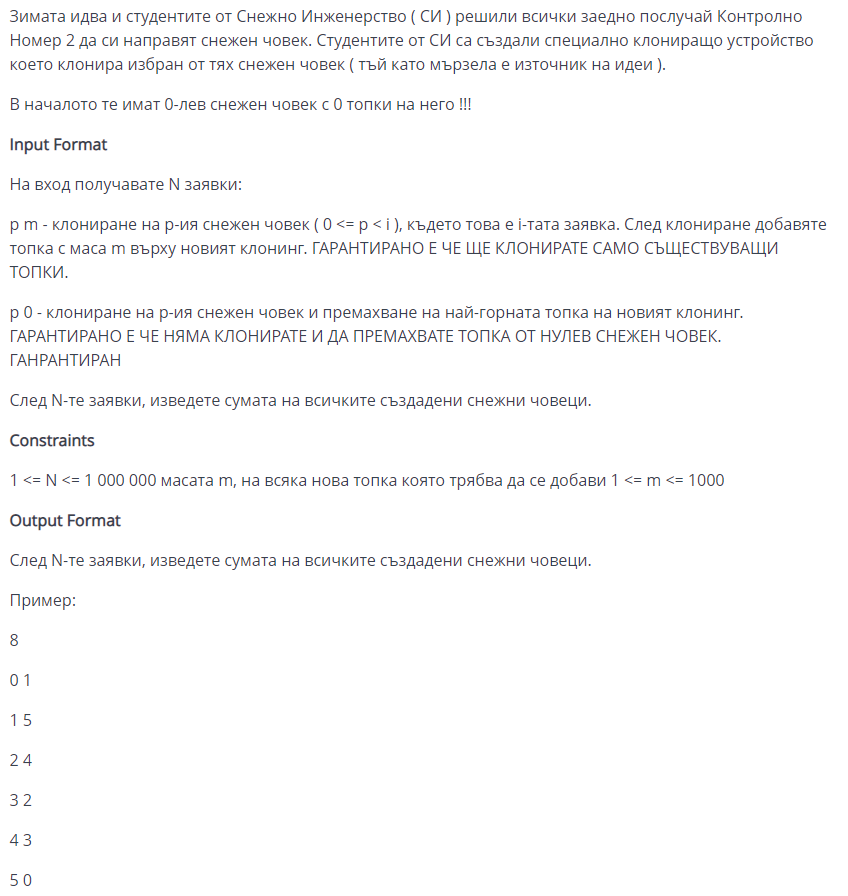 Зимата идва и студентите от Снежно Инженерство ( СИ ) решили всички заедно послучай Контролно
Номер 2 да си направят снежен човек. Студентите от СИ са създали специално клониращо устройство
което клонира избран от тях снежен човек ( тъй като мързела е източник на идеи ).
В началото те имат 0-лев снежен човек с 0 топки на него !!!
Input Format
На вход получавате N заявки:
p m - клониране на p-ия снежен човек ( 0 <= p < i ), където това е i-тата заявка. След клониране добавяте
топка с маса m върху новият клонинг. ГАРАНТИРАНО Е ЧЕ ЩЕ КЛОНИРАТЕ САМО СЪЩЕСТВУВАЩИ
ТОПКИ.
p 0 - клониране на p-ия снежен човек и премахване на най-горната топка на новият клонинг.
ГАРАНТИРАНО Е ЧЕ НЯМА КЛОНИРАТЕ И ДА ПРЕМАХВАТЕ ТОПКА ОТ НУЛЕВ СНЕЖЕН ЧОВЕК.
ГАНРАНТИРАН
След N-те заявки, изведете сумата на всичките създадени снежни човеци.
Constraints
1 <= N <= 1 000 000 масата m, на всяка нова топка която трябва да се добави 1 <= m <= 1000
Output Format
След N-те заявки, изведете сумата на всичките създадени снежни човеци.
Пример:
8
0 1
1 5
2 4
3 2
4 3
5 0